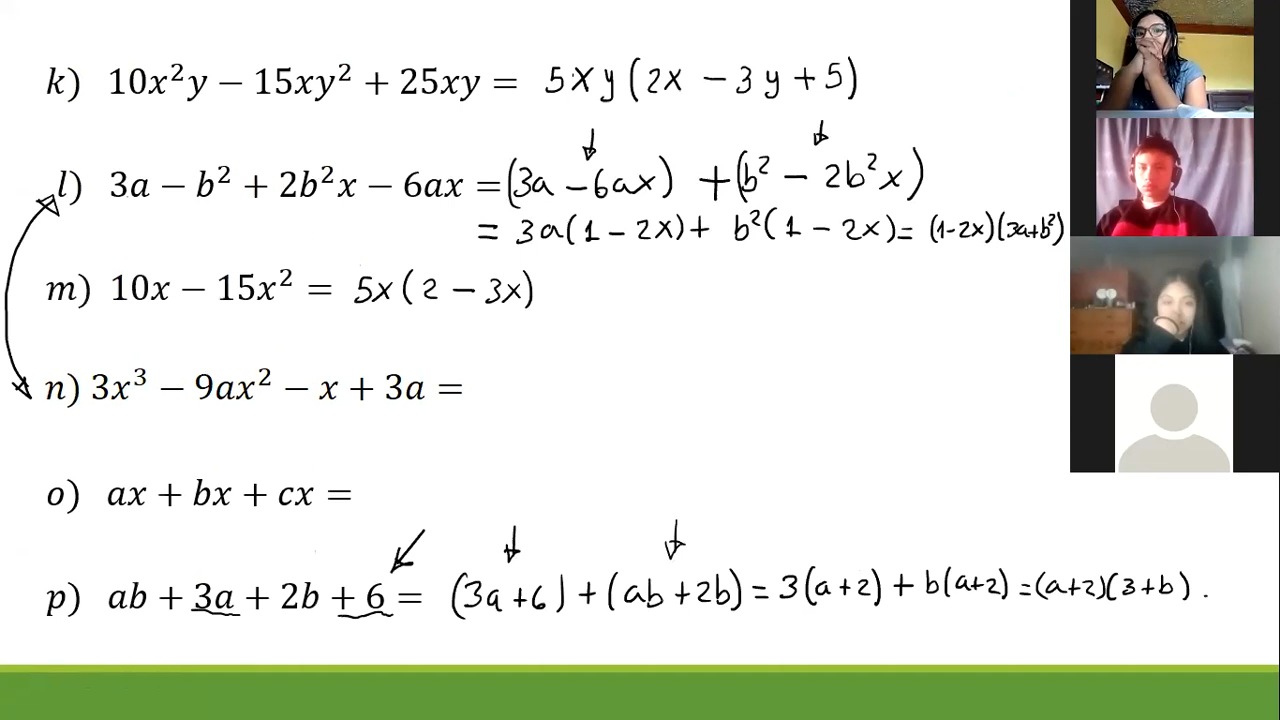 k) 10x²y − 15xy² + 25xy = 5xy(2x − 3y + 5)
l) 3a − b² + 2b²x − 6ax = (3a − 6ax) + (b² − 2b²x)
= 3a(1 − 2x) + b²(1 − 2x) = (1-2x)(3a+b²)
m) 10x − 15x² = 5x(2 − 3x)
n) 3x³ − 9ax² − x + 3a =
o) ax + bx + cx =
p) ab + 3a + 2b + 6 = (3a+6) + (ab + 2b) = 3(a+2) + b(a+2) = (a+2)(3+b).